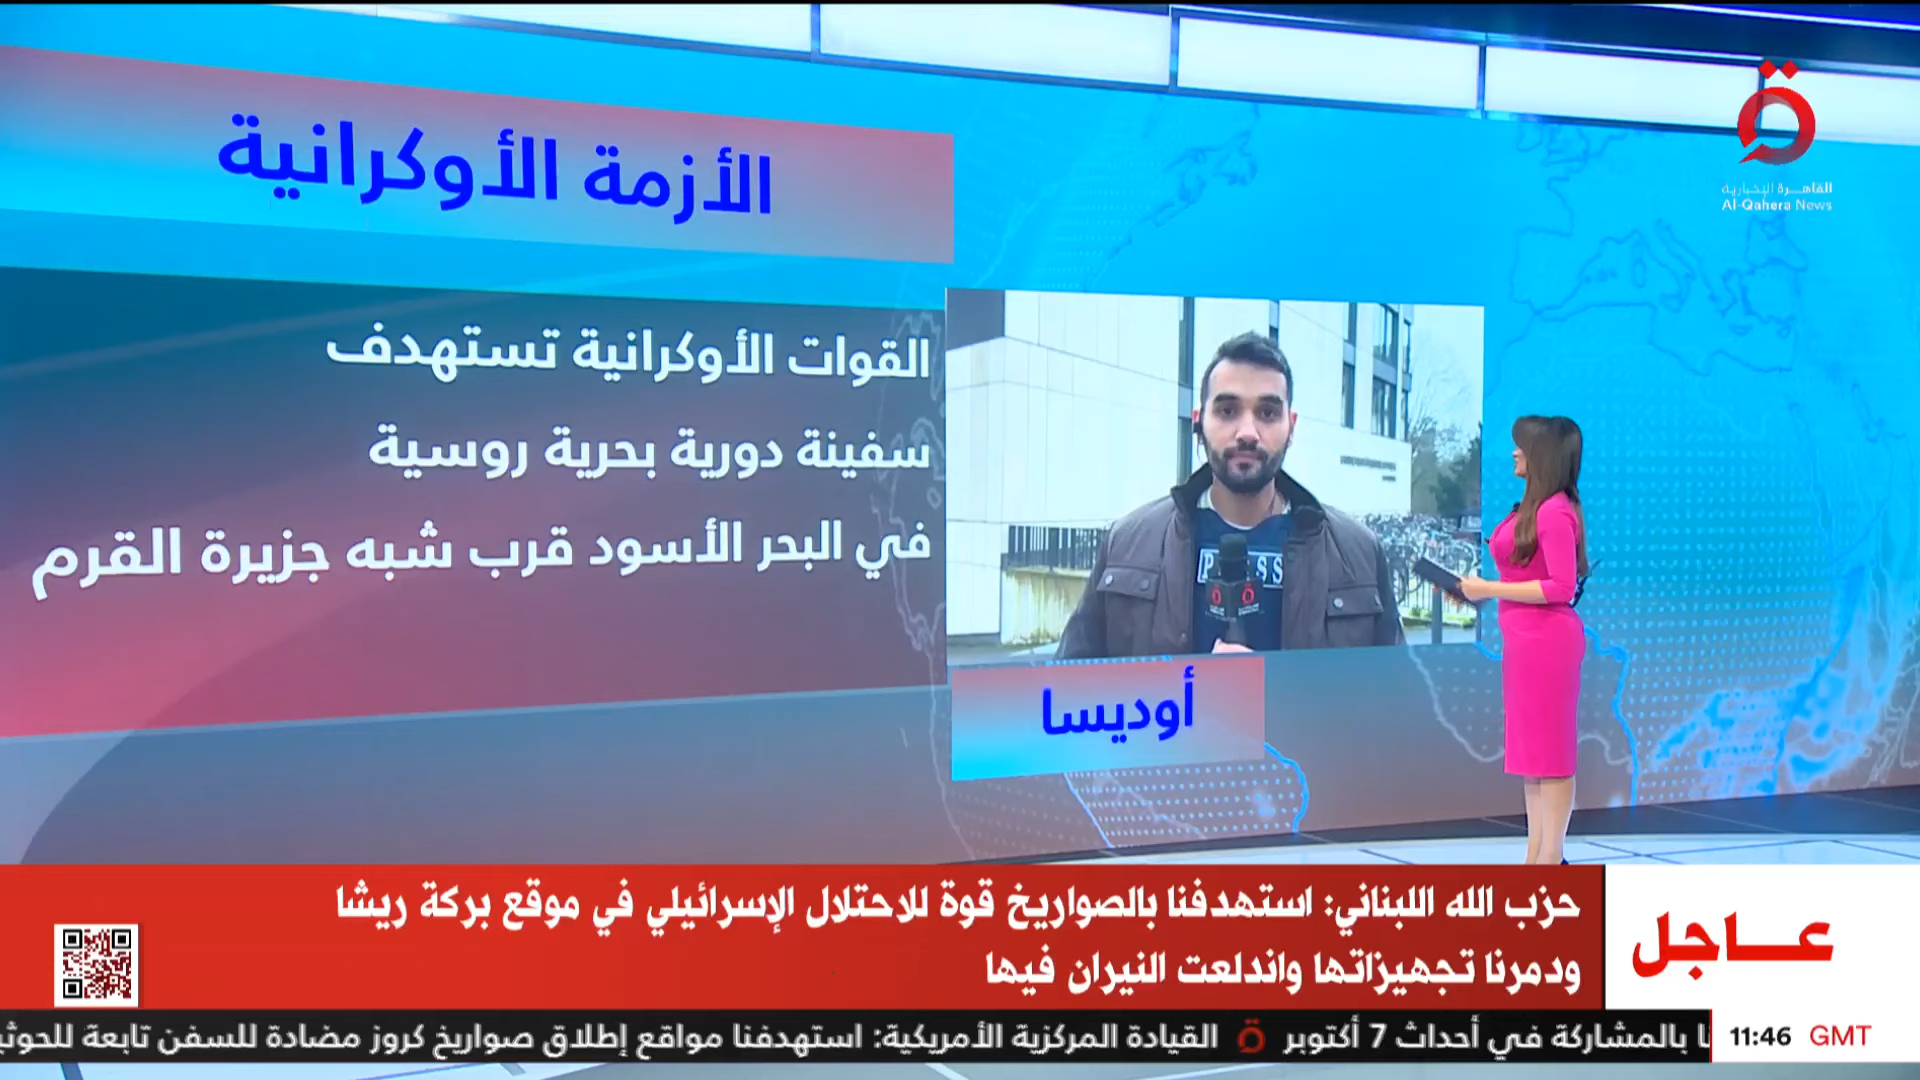 القاهرة الإخبارية
Al-Qahera News
الأزمة الأوكرانية
القوات الأوكرانية تستهدف
سفينة دورية بحرية روسية
في البحر الأسود قرب شبه جزيرة القرم
PRESS
أوديسا
عاجل
حزب الله اللبناني: استهدفنا بالصواريخ قوة للاحتلال الإسرائيلي في موقع بركة ريشا
ودمرنا تجهيزاتها واندلعت النيران فيها
بالمشاركة في أحداث 7 أكتوبر القيادة المركزية الأمريكية: استهدفنا مواقع إطلاق صواريخ كروز مضادة للسفن تابعة
11:46 GMT